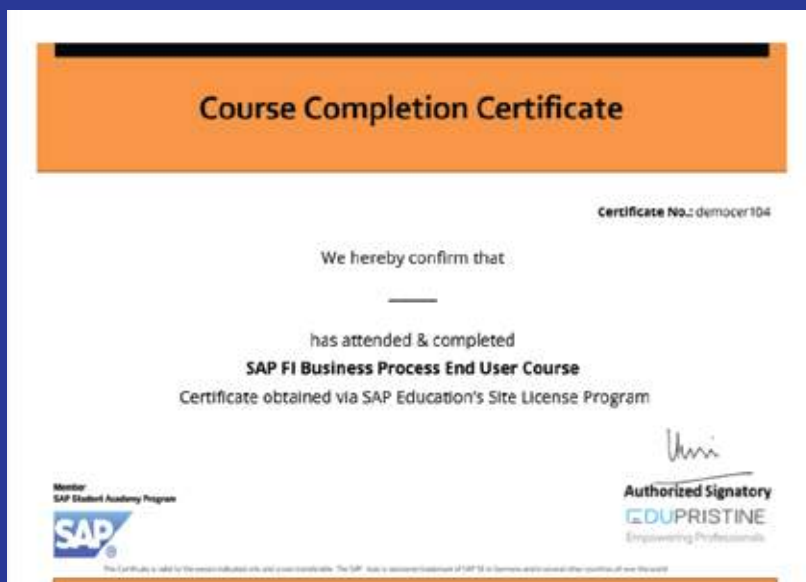 Course Completion Certificate
Certificate No.: democer104
We hereby confirm that
has attended & completed
SAP FI Business Process End User Course
Certificate obtained via SAP Education's Site License Program
Member
SAP Student Academy Program
SAP®
Authorized Signatory
EDUPRISTINE
Empowering Professionals